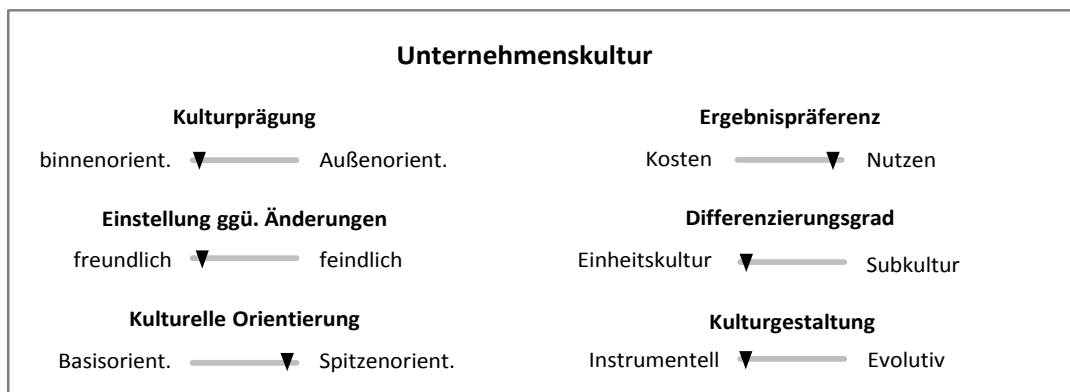 Unternehmenskultur
Kulturprägung
binnenorient. Außenorient.
Ergebnispräferenz
Kosten Nutzen
Einstellung ggü. Änderungen
freundlich feindlich
Differenzierungsgrad
Einheitskultur Subkultur
Kulturelle Orientierung
Basisorient. Spitzenorient.
Kulturgestaltung
Instrumentell Evolutiv